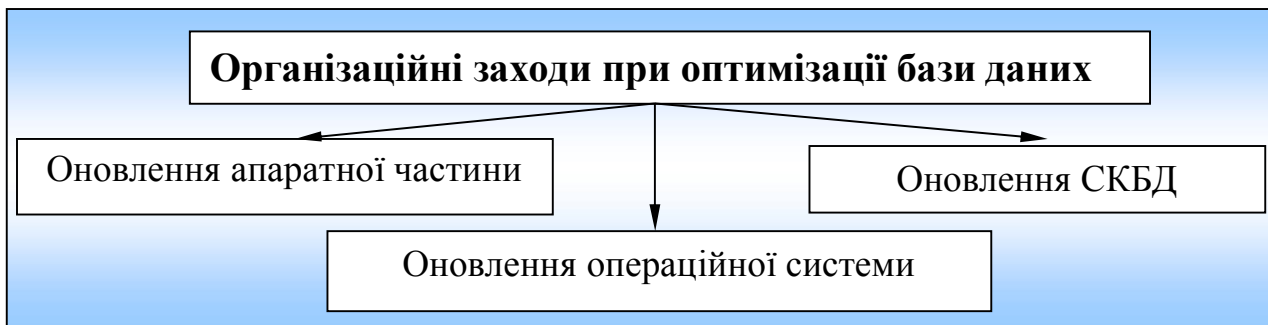 Організаційні заходи при оптимізації бази даних
Оновлення апаратної частини
Оновлення СКБД
Оновлення операційної системи